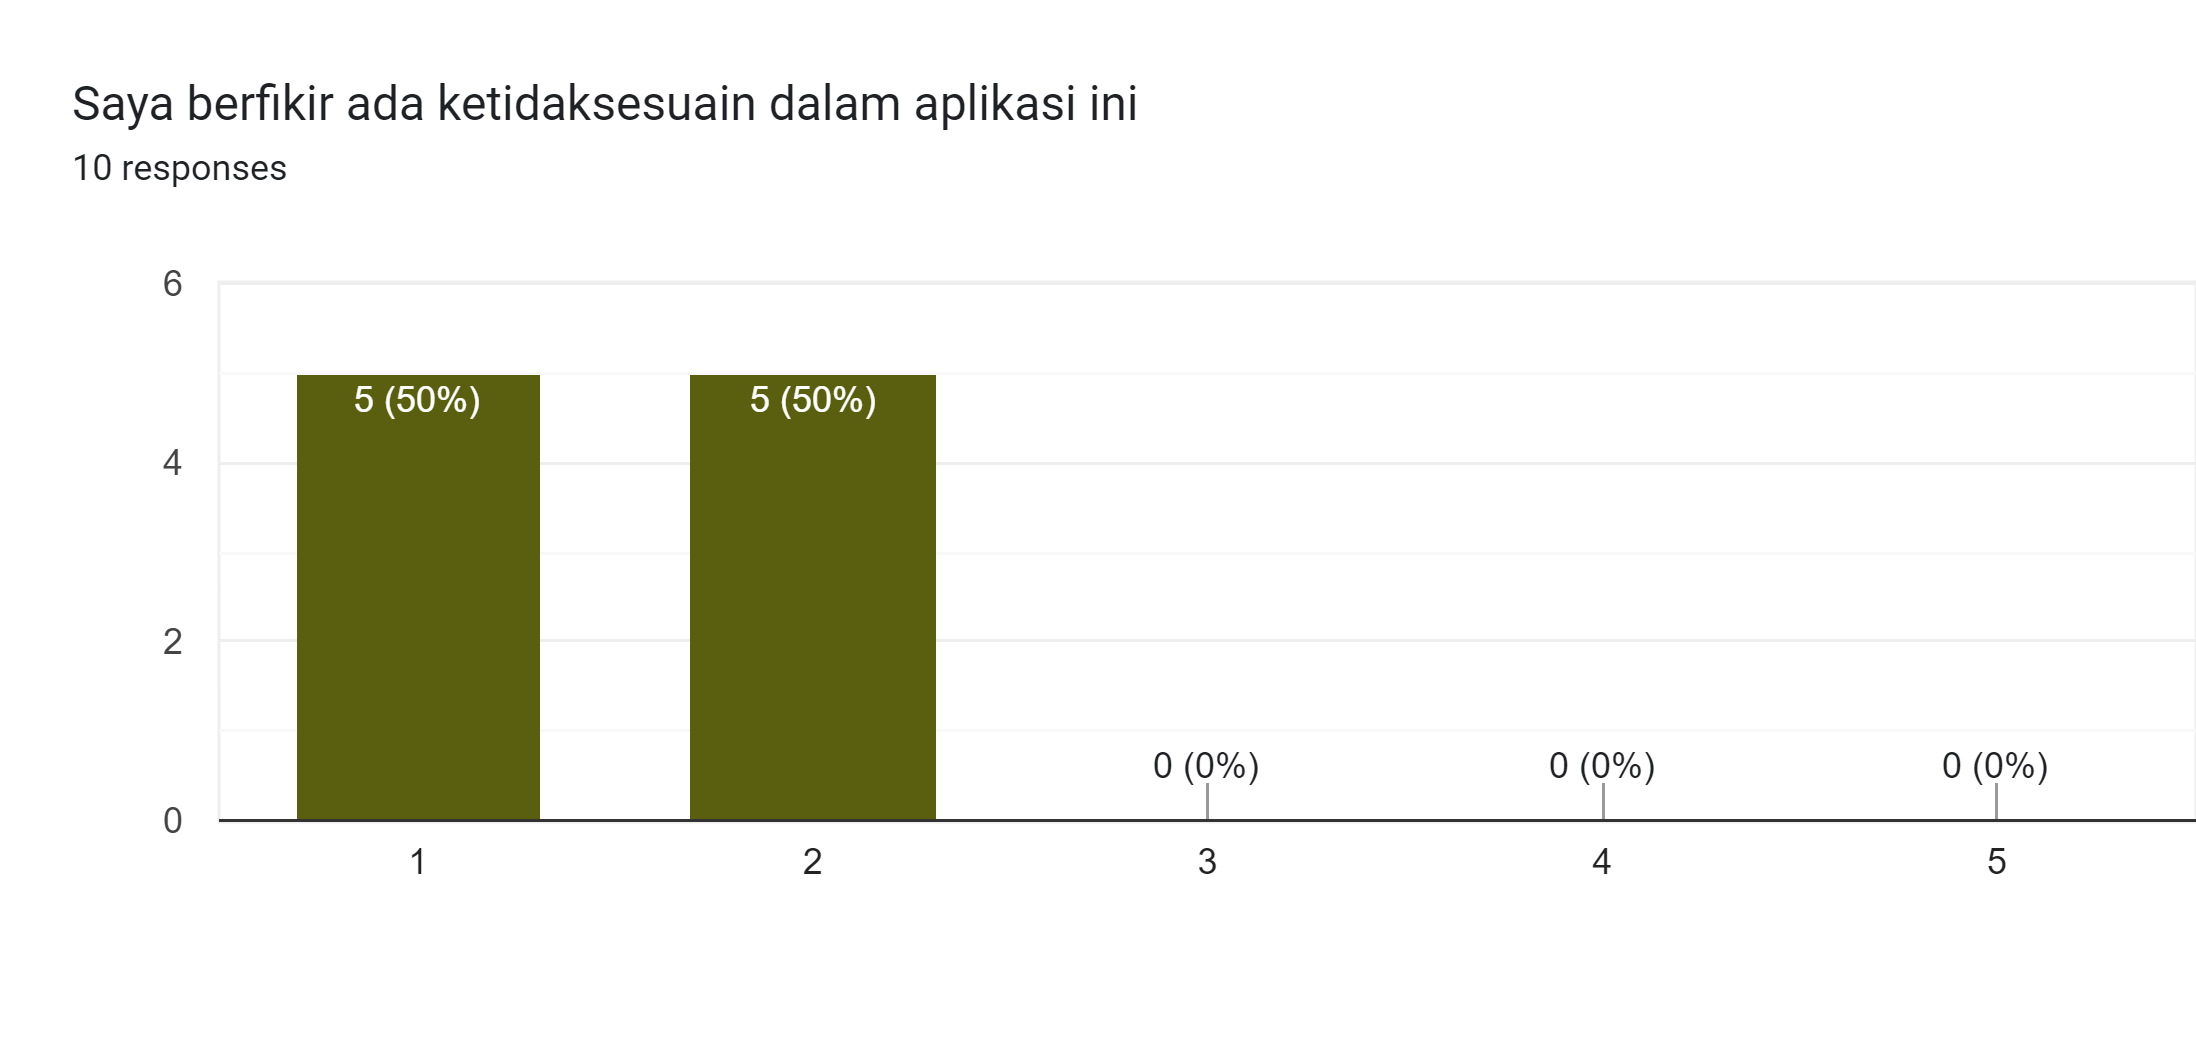 Saya berfikir ada ketidaksesuain dalam aplikasi ini
10 responses
6
4
2
0
5 (50%) 5 (50%) 0 (0%) 0 (0%) 0 (0%)
1 2 3 4 5